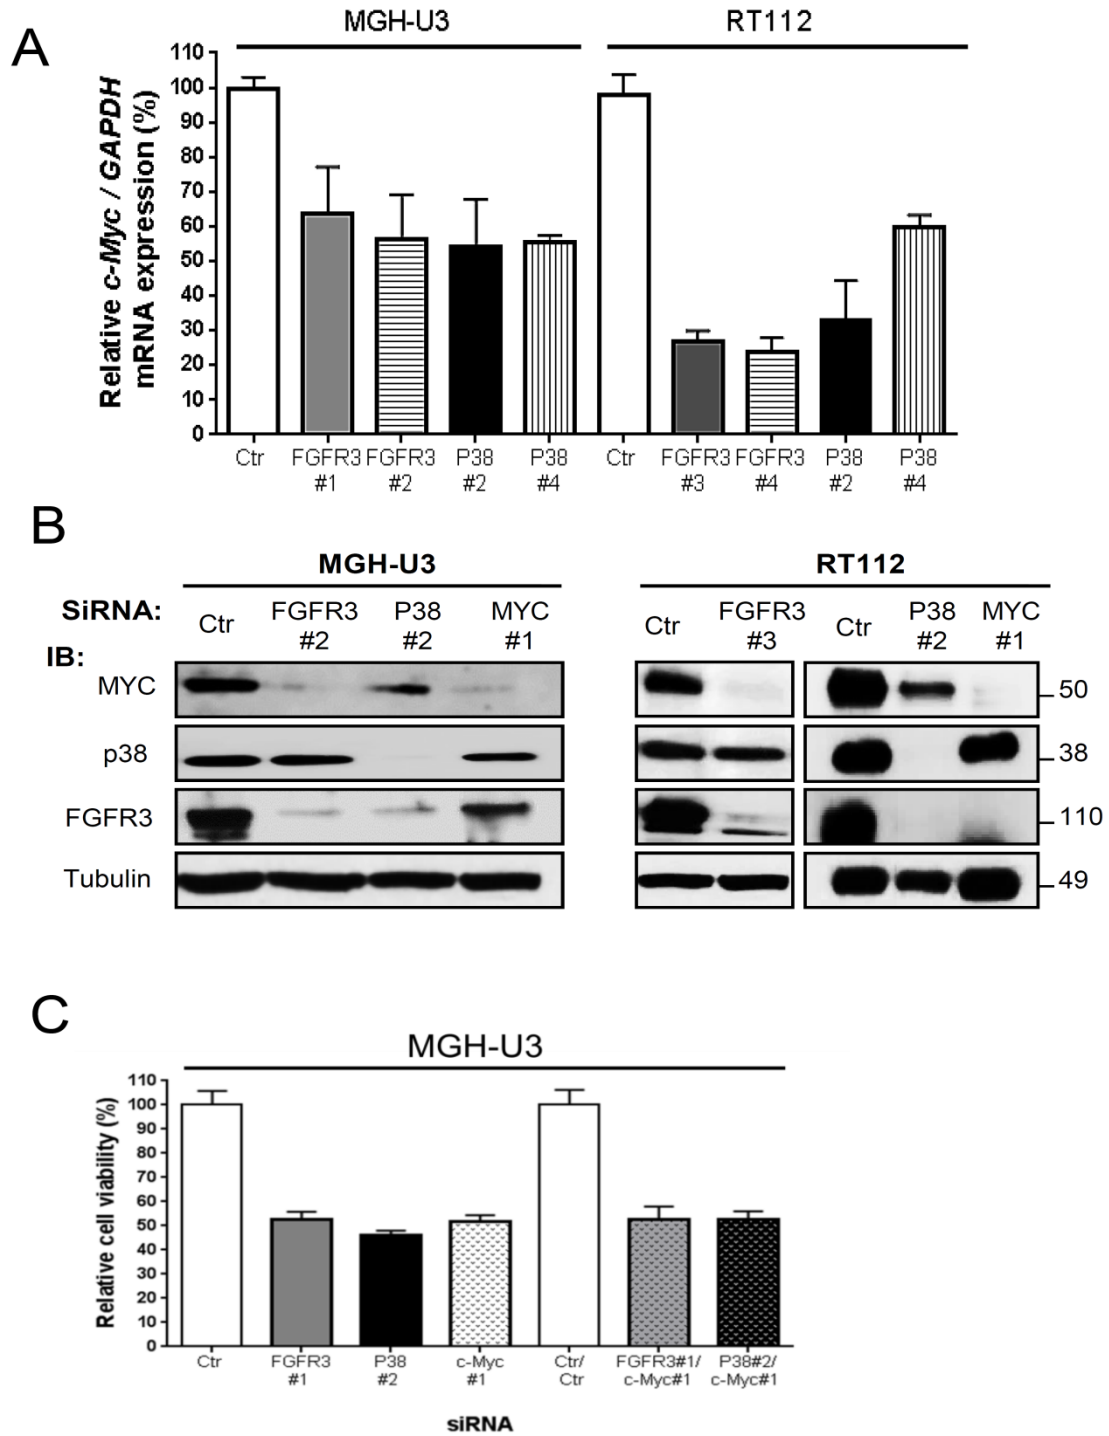 A
MGH-U3 RT112
Relative c-Myc / GAPDH
mRNA expression (%)
110
100
90
80
70
60
50
40
30
20
10
0
Ctr FGFR3 FGFR3 P38 P38 Ctr FGFR3 FGFR3 P38 P38
#1 #2 #2 #4 #3 #4 #2 #4
B
MGH-U3 RT112
SiRNA: Ctr FGFR3 P38 MYC Ctr FGFR3 Ctr P38 MYC
#2 #2 #1 #3 #2 #1
IB:
MYC 50
p38 38
FGFR3 110
Tubulin 49
C
MGH-U3
Relative cell viability (%)
110
100
90
80
70
60
50
40
30
20
10
0
Ctr FGFR3 P38 c-Myc Ctr/ FGFR3#1/ P38#2/
#1 #2 #1 Ctr c-Myc#1 c-Myc#1
siRNA